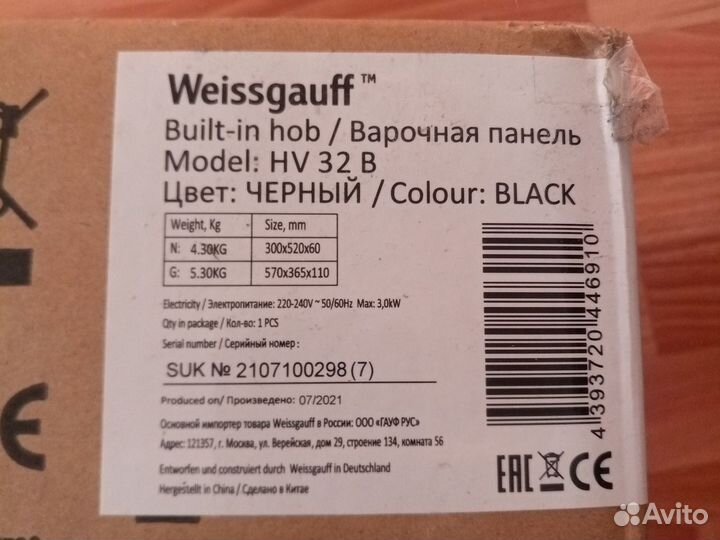 Weissgauff™
Built-in hob / Варочная панель
Model: HV 32 B
Цвет: ЧЕРНЫЙ / Colour: BLACK
Weight, Kg Size, mm
N: 4.30KG 300x520x60
G: 5.30KG 570x365x110
Electricity / Электропитание: 220-240V ~ 50/60Hz Max: 3,0kW
Qty in package / Кол-во: 1 PCS
Serial number / Серийный номер :
SUK № 2107100298 (7)
Produced on/ Произведено: 07/2021
Основной импортер товара Weissgauff в России: ООО «ГАУФ РУС»
Адрес: 121357, г. Москва, ул. Верейская, дом 29, строение 134, комната 56
Entworfen und construiert durch Weissgauff in Deutschland
Hergestellt in China / Сделано в Китае
4393720446910
EAC CE
CE
Avito